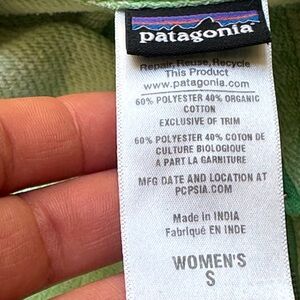 patagonia
Repair, Reuse, Recycle
This Product
www.patagonia.com
60% POLYESTER 40% ORGANIC
COTTON
EXCLUSIVE OF TRIM
60% POLYESTER 40% COTON DE
CULTURE BIOLOGIQUE
A PART LA GARNITURE
MFG DATE AND LOCATION AT
PCPSIA.COM
Made in INDIA
Fabriqué EN INDE
WOMEN'S
S